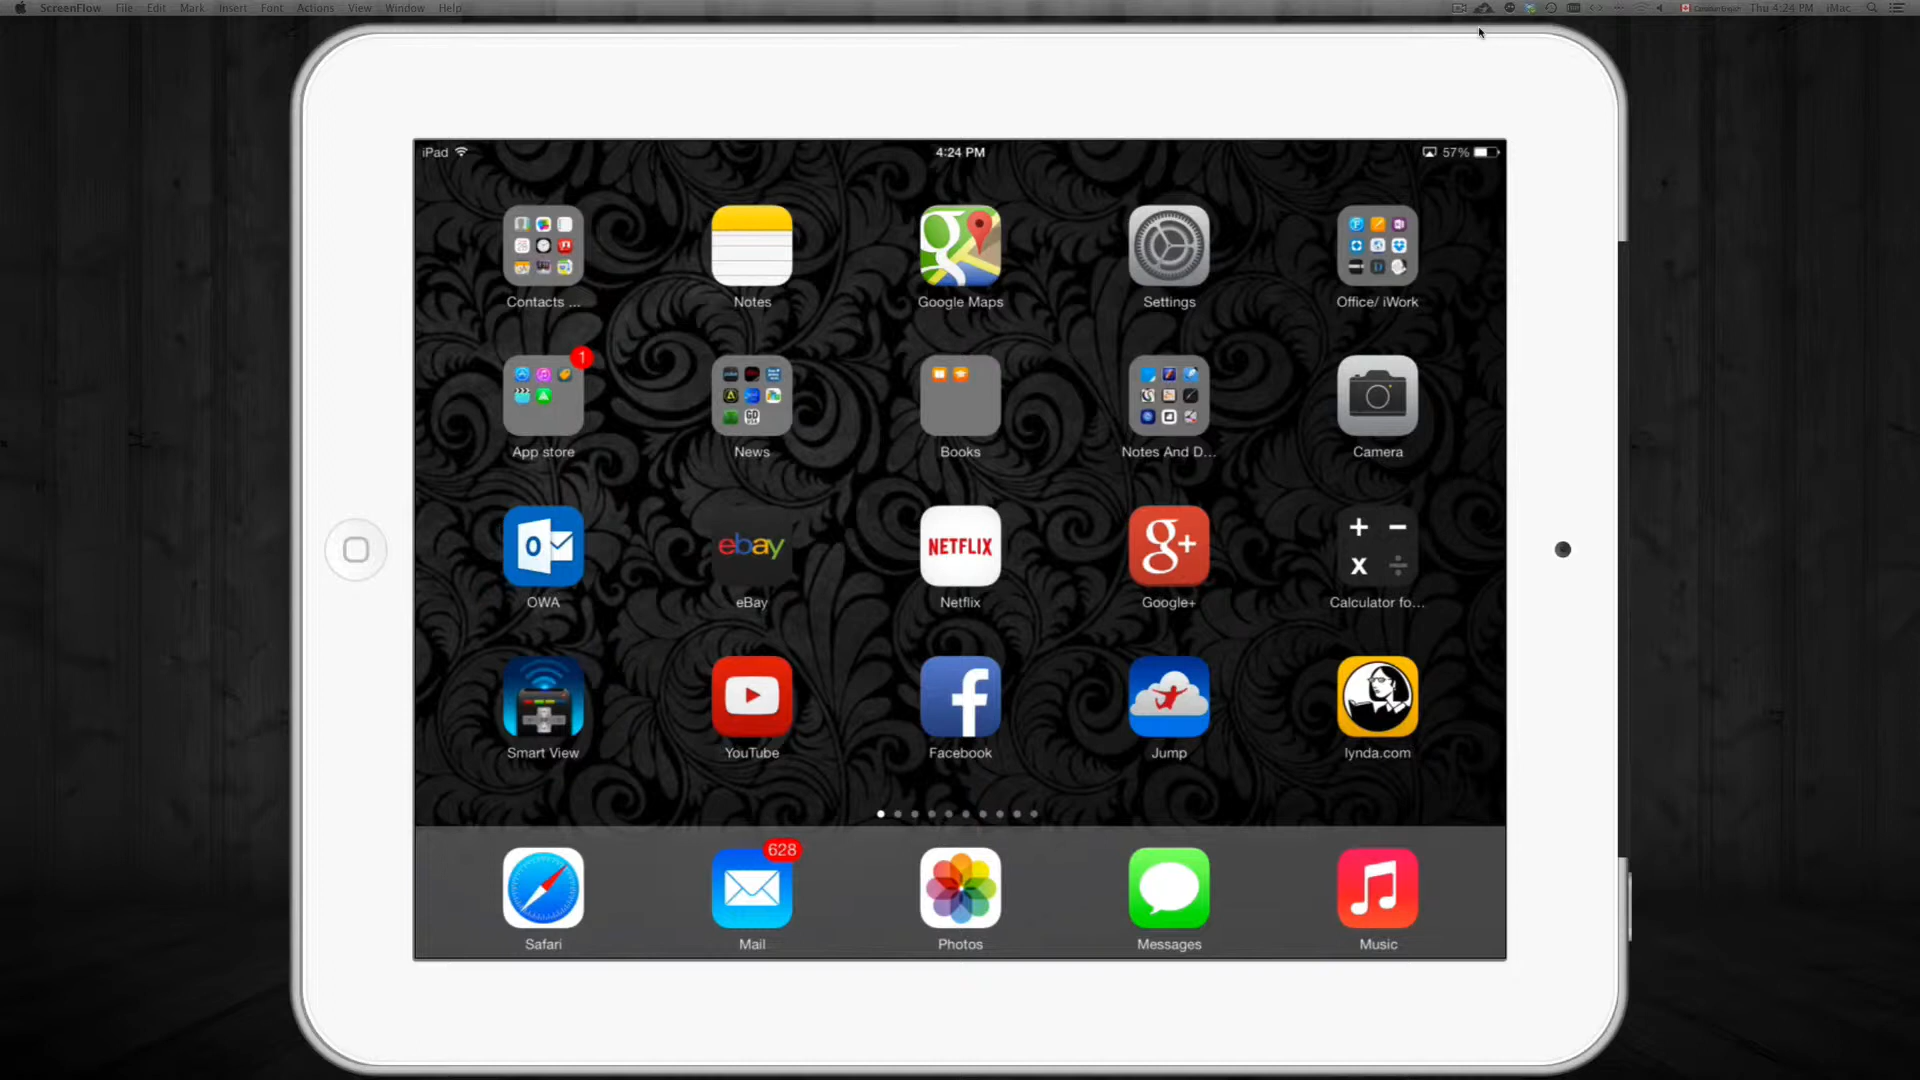 ScreenFlow File Edit Mark Insert Font Actions View Window Help
Thu 4:24 PM iMac
iPad 4:24 PM 57%
Contacts ... Notes Google Maps Settings Office/ iWork
1
App store News Books Notes And D... Camera
O ebay NETFLIX g+ + − x ÷
OWA eBay Netflix Google+ Calculator fo...
f
Smart View YouTube Facebook Jump lynda.com
628
Safari Mail Photos Messages Music